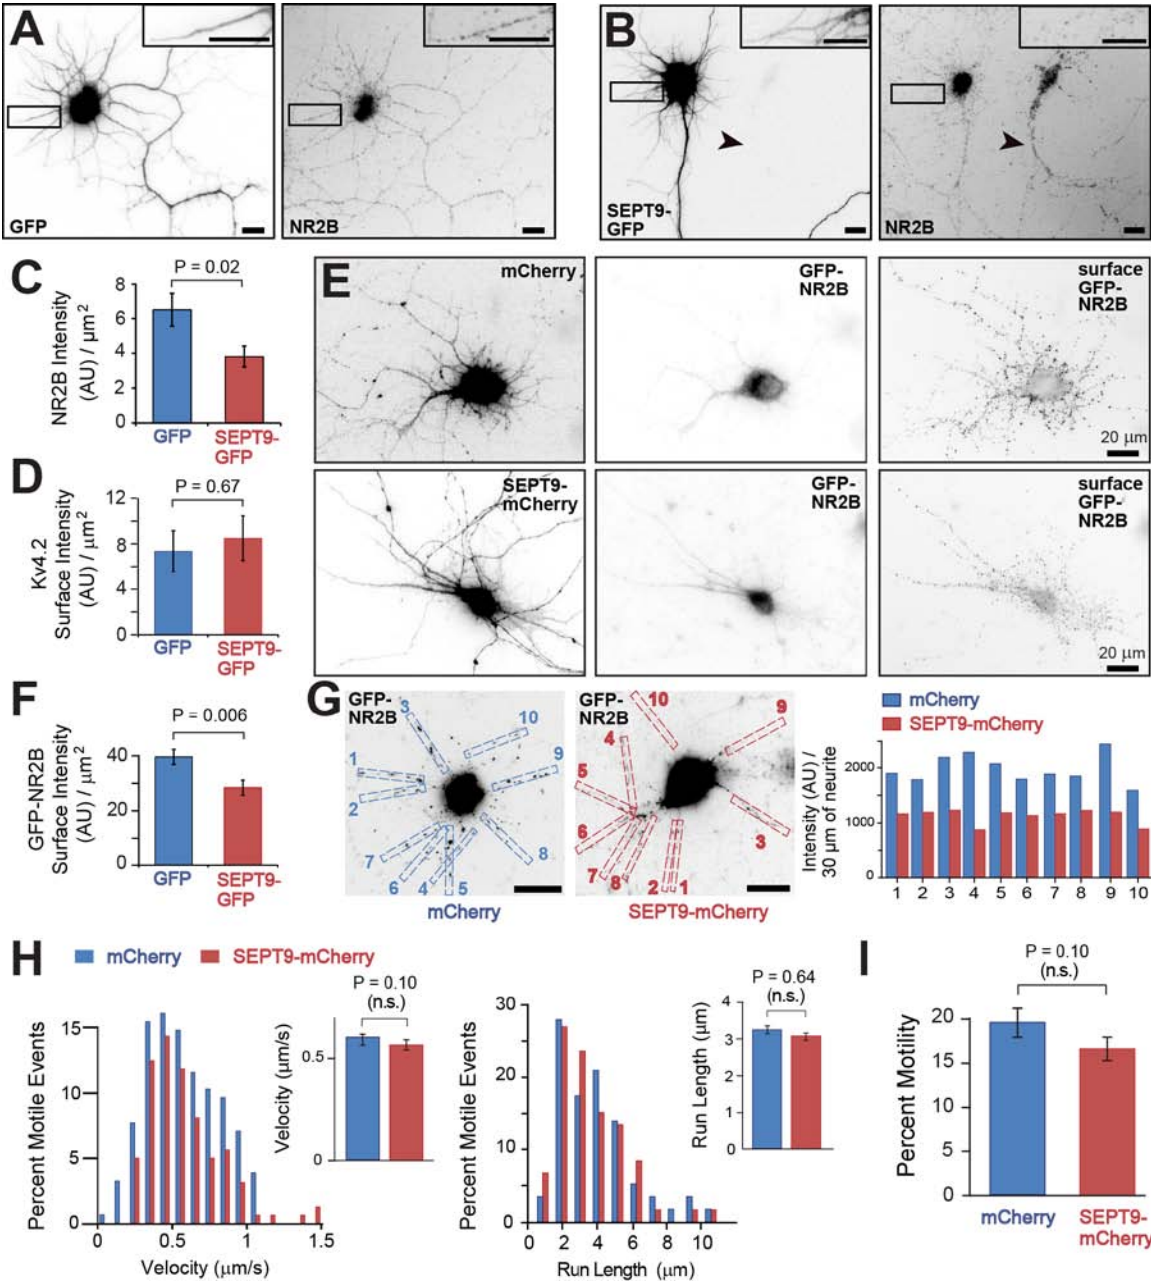 A
GFP
NR2B
B
SEPT9-
GFP
NR2B
C
P = 0.02
NR2B Intensity
(AU) / μm2
8
6
4
2
0
GFP
SEPT9-
GFP
D
P = 0.67
Kv4.2
Surface Intensity
(AU) / μm2
12
8
4
0
GFP
SEPT9-
GFP
E
mCherry
GFP-
NR2B
surface
GFP-
NR2B
20 μm
SEPT9-
mCherry
GFP-
NR2B
surface
GFP-
NR2B
20 μm
F
P = 0.006
GFP-NR2B
Surface Intensity
(AU) / μm2
40
20
0
GFP
SEPT9-
GFP
G
GFP-
NR2B
3
10
1
9
2
7
6
4
5
8
mCherry
GFP-
NR2B
10
9
4
5
6
3
7
8
2
1
SEPT9-mCherry
mCherry
SEPT9-mCherry
Intensity (AU) /
30 μm of neurite
2000
1000
0
1 2 3 4 5 6 7 8 9 10
H
mCherry
SEPT9-mCherry
Percent Motile Events
15
10
5
0
0 0.5 1 1.5
Velocity (μm/s)
P = 0.10
(n.s.)
Velocity (μm/s)
0.5
0
Percent Motile Events
30
25
20
15
10
5
0
0 2 4 6 8 10
Run Length (μm)
P = 0.64
(n.s.)
Run Length (μm)
4
3
2
1
0
I
P = 0.10
(n.s.)
Percent Motility
20
15
10
5
0
mCherry
SEPT9-
mCherry